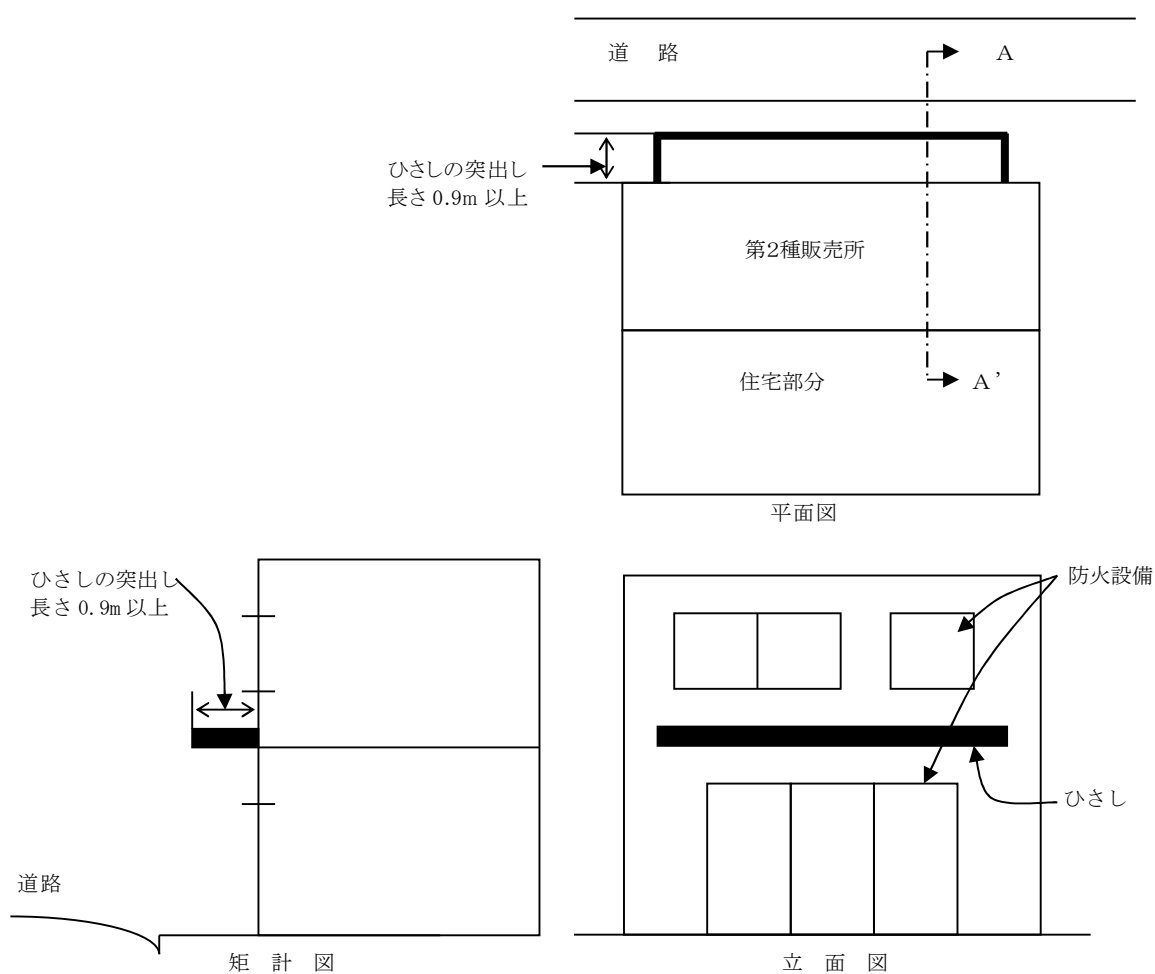 道　路
A
ひさしの突出し
長さ0.9m 以上
第2種販売所
住宅部分
A’
平面図
ひさしの突出し
長さ0.9m 以上
防火設備
ひさし
道路
矩　計　図
立　面　図